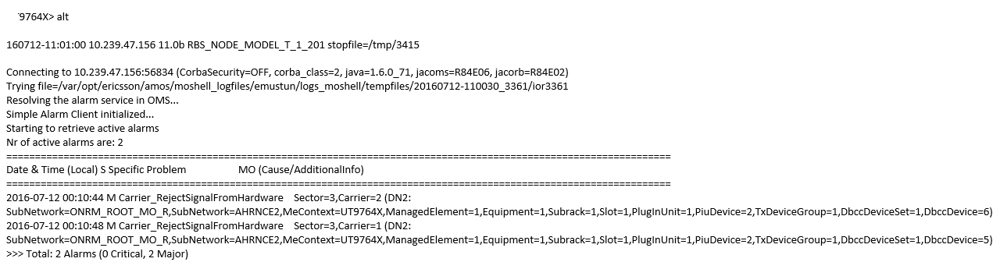 9764X> alt
160712-11:01:00 10.239.47.156 11.0b RBS_NODE_MODEL_T_1_201 stopfile=/tmp/3415
Connecting to 10.239.47.156:56834 (CorbaSecurity=OFF, corba_class=2, java=1.6.0_71, jacoms=R84E06, jacorb=R84E02)
Trying file=/var/opt/ericsson/amos/moshell_logfiles/emustun/logs_moshell/tempfiles/20160712-110030_3361/ior3361
Resolving the alarm service in OMS...
Simple Alarm Client initialized...
Starting to retrieve active alarms
Nr of active alarms are: 2
====================================================================================================================
Date & Time (Local) S Specific Problem MO (Cause/AdditionalInfo)
====================================================================================================================
2016-07-12 00:10:44 M Carrier_RejectSignalFromHardware Sector=3,Carrier=2 (DN2:
SubNetwork=ONRM_ROOT_MO_R,SubNetwork=AHRNCE2,MeContext=UT9764X,ManagedElement=1,Equipment=1,Subrack=1,Slot=1,PlugInUnit=1,PiuDevice=2,TxDeviceGroup=1,DbccDeviceSet=1,DbccDevice=6)
2016-07-12 00:10:48 M Carrier_RejectSignalFromHardware Sector=3,Carrier=1 (DN2:
SubNetwork=ONRM_ROOT_MO_R,SubNetwork=AHRNCE2,MeContext=UT9764X,ManagedElement=1,Equipment=1,Subrack=1,Slot=1,PlugInUnit=1,PiuDevice=2,TxDeviceGroup=1,DbccDeviceSet=1,DbccDevice=5)
>>> Total: 2 Alarms (0 Critical, 2 Major)